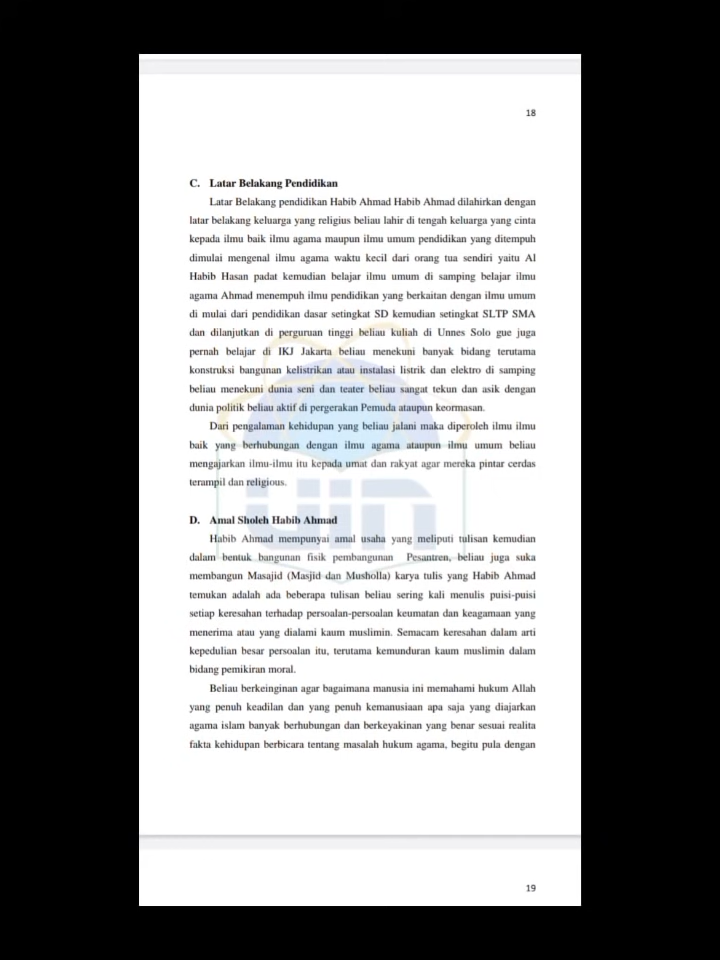 18
C. Latar Belakang Pendidikan
Latar Belakang pendidikan Habib Ahmad Habib Ahmad dilahirkan dengan
latar belakang keluarga yang religius beliau lahir di tengah keluarga yang cinta
kepada ilmu baik ilmu agama maupun ilmu umum pendidikan yang ditempuh
dimulai mengenal ilmu agama waktu kecil dari orang tua sendiri yaitu Al
Habib Hasan padat kemudian belajar ilmu umum di samping belajar ilmu
agama Ahmad menempuh ilmu pendidikan yang berkaitan dengan ilmu umum
di mulai dari pendidikan dasar setingkat SD kemudian setingkat SLTP SMA
dan dilanjutkan di perguruan tinggi beliau kuliah di Unnes Solo gue juga
pernah belajar di IKJ Jakarta beliau menekuni banyak bidang terutama
konstruksi bangunan kelistrikan atau instalasi listrik dan elektro di samping
beliau menekuni dunia seni dan teater beliau sangat tekun dan asik dengan
dunia politik beliau aktif di pergerakan Pemuda ataupun keormasan.
Dari pengalaman kehidupan yang beliau jalani maka diperoleh ilmu ilmu
baik yang berhubungan dengan ilmu agama ataupun ilmu umum beliau
mengajarkan ilmu-ilmu itu kepada umat dan rakyat agar mereka pintar cerdas
terampil dan religious.
uin
D. Amal Sholeh Habib Ahmad
Habib Ahmad mempunyai amal usaha yang meliputi tulisan kemudian
dalam bentuk bangunan fisik pembangunan Pesantren, beliau juga suka
membangun Masajid (Masjid dan Musholla) karya tulis yang Habib Ahmad
temukan adalah ada beberapa tulisan beliau sering kali menulis puisi-puisi
setiap keresahan terhadap persoalan-persoalan keumatan dan keagamaan yang
menerima atau yang dialami kaum muslimin. Semacam keresahan dalam arti
kepedulian besar persoalan itu, terutama kemunduran kaum muslimin dalam
bidang pemikiran moral.
Beliau berkeinginan agar bagaimana manusia ini memahami hukum Allah
yang penuh keadilan dan yang penuh kemanusiaan apa saja yang diajarkan
agama islam banyak berhubungan dan berkeyakinan yang benar sesuai realita
fakta kehidupan berbicara tentang masalah hukum agama, begitu pula dengan
19